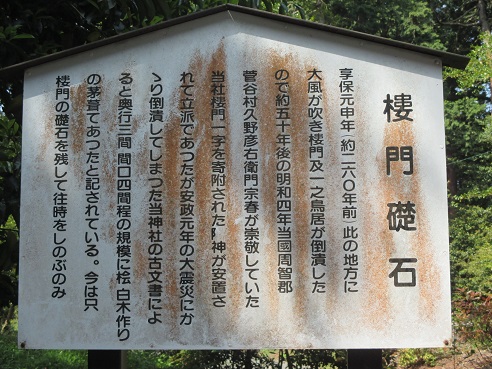 楼門礎石
享保元申年 約二六〇年前 此の地方に
大風が吹き楼門及一之鳥居が倒潰した
ので約五十年後の明和四年当國周智郡
菅谷村久野彦右衛門宗春が崇敬していた
当社楼門一字を寄附された 神が安置さ
れて立派であつたが安政元年の大震災にか
ゝり倒潰してしまつた当神社の古文書によ
ると奥行三間 間口四間程の規模に桧 白木作り
の茅葺であつたと記されている。今は只
楼門の礎石を残して往時をしのぶのみ